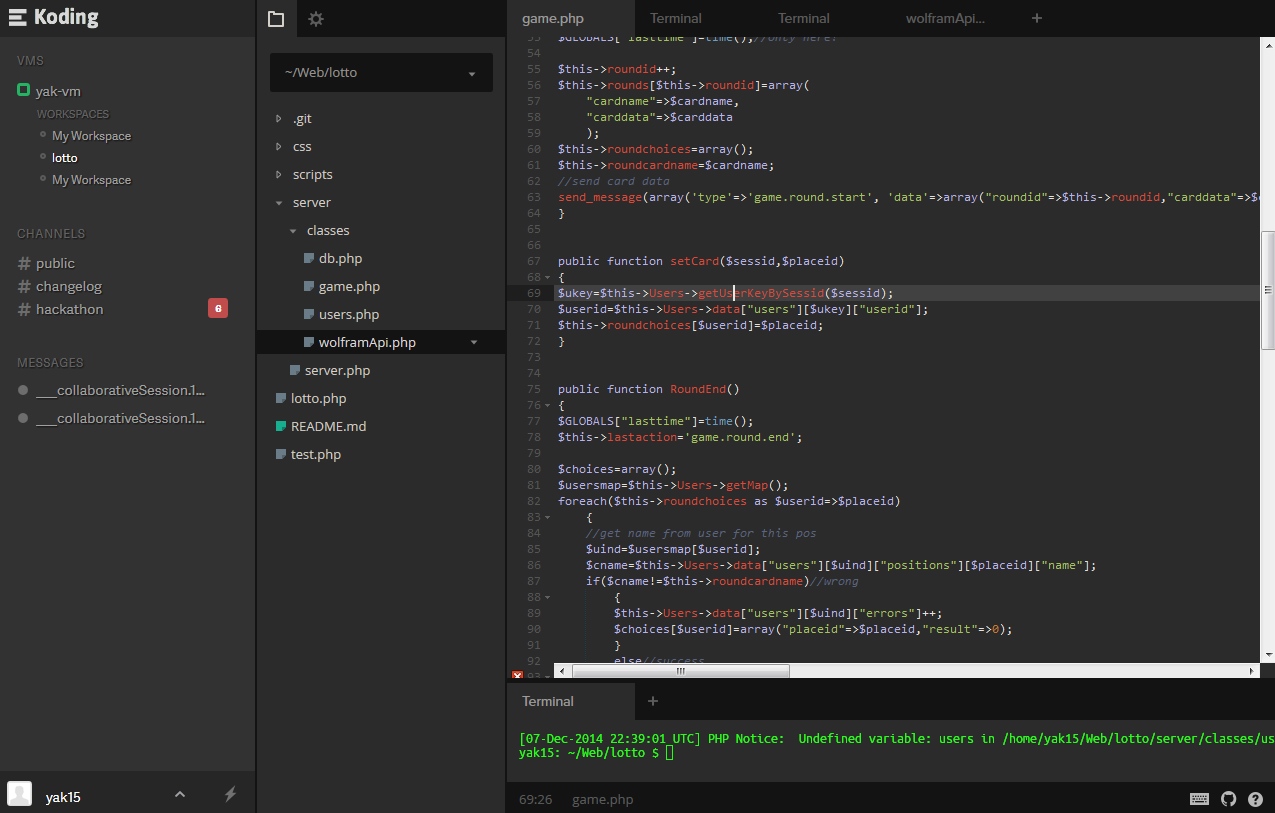 Koding
VMS
yak-vm
WORKSPACES
My Workspace
lotto
My Workspace
CHANNELS
# public
# changelog
# hackathon
6
MESSAGES
___collaborativeSession.1...
___collaborativeSession.1...
yak15
~/Web/lotto
.git
css
scripts
server
classes
db.php
game.php
users.php
wolframApi.php
server.php
lotto.php
README.md
test.php
game.php
Terminal
Terminal
wolframApi...
+
53 $GLOBALS["lasttime"]=time();//only here!
54
55 $this->roundid++;
56 $this->rounds[$this->roundid]=array(
57 "cardname"=>$cardname,
58 "carddata"=>$carddata
59 );
60 $this->roundchoices=array();
61 $this->roundcardname=$cardname;
62 //send card data
63 send_message(array('type'=>'game.round.start', 'data'=>array("roundid"=>$this->roundid,"carddata"=>$c
64 }
65
66
67 public function setCard($sessid,$placeid)
68 {
69 $ukey=$this->Users->getUserKeyBySessid($sessid);
70 $userid=$this->Users->data["users"][$ukey]["userid"];
71 $this->roundchoices[$userid]=$placeid;
72 }
73
74
75 public function RoundEnd()
76 {
77 $GLOBALS["lasttime"]=time();
78 $this->lastaction='game.round.end';
79
80 $choices=array();
81 $usersmap=$this->Users->getMap();
82 foreach($this->roundchoices as $userid=>$placeid)
83 {
84 //get name from user for this pos
85 $uind=$usersmap[$userid];
86 $cname=$this->Users->data["users"][$uind]["positions"][$placeid]["name"];
87 if($cname!=$this->roundcardname)//wrong
88 {
89 $this->Users->data["users"][$uind]["errors"]++;
90 $choices[$userid]=array("placeid"=>$placeid,"result"=>0);
91 }
92 else//success
93
Terminal
+
[07-Dec-2014 22:39:01 UTC] PHP Notice:  Undefined variable: users in /home/yak15/Web/lotto/server/classes/us
yak15: ~/Web/lotto $
69:26 game.php